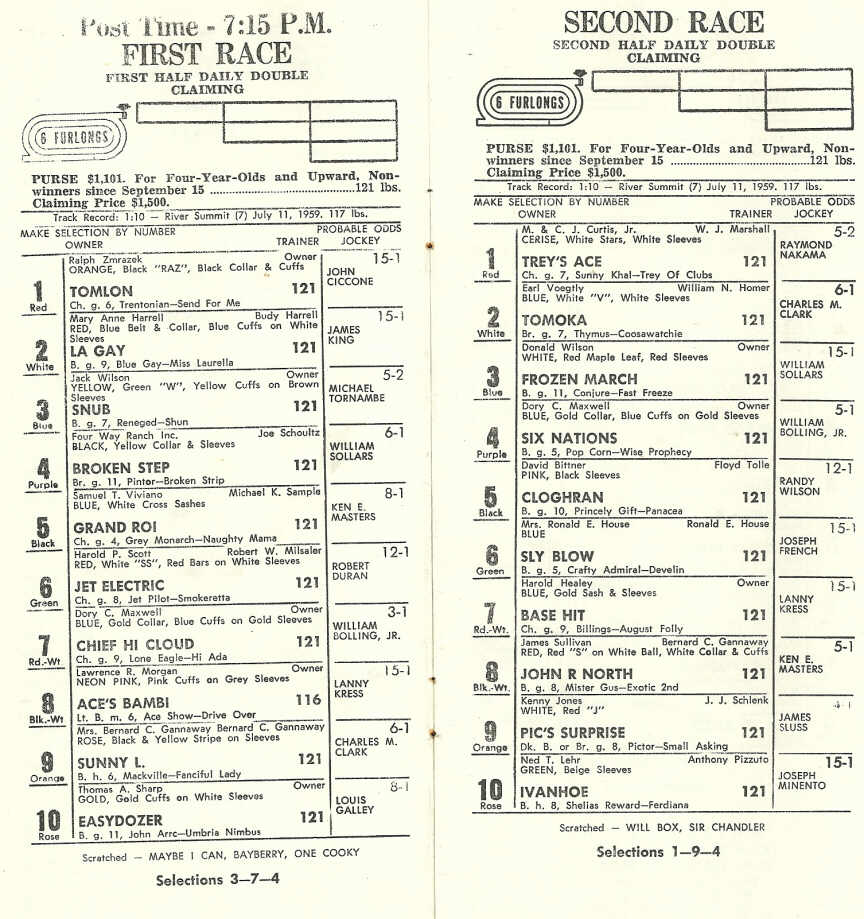 Post Time - 7:15 P.M.
FIRST RACE
FIRST HALF DAILY DOUBLE
CLAIMING
6 FURLONGS
PURSE $1,101. For Four-Year-Olds and Upward, Non-
winners since September 15 ..........................................121 lbs.
Claiming Price $1,500.
Track Record: 1:10 — River Summit (7) July 11, 1959. 117 lbs.
MAKE SELECTION BY NUMBER PROBABLE ODDS
OWNER TRAINER JOCKEY
Ralph Zmrazek Owner 15-1
ORANGE, Black "RAZ", Black Collar & Cuffs
1 TOMLON 121 JOHN CICCONE
Red Ch. g. 6, Trentonian—Send For Me
Mary Anne Harrell Budy Harrell 15-1
RED, Blue Belt & Collar, Blue Cuffs on White
Sleeves
2 LA GAY 121 JAMES KING
White B. g. 9, Blue Gay—Miss Laurella
Jack Wilson Owner 5-2
YELLOW, Green "W", Yellow Cuffs on Brown
Sleeves
3 SNUB 121 MICHAEL TORNAMBE
Blue B. g. 7, Reneged—Shun
Four Way Ranch Inc. Joe Schoultz 6-1
BLACK, Yellow Collar & Sleeves
4 BROKEN STEP 121 WILLIAM SOLLARS
Purple Br. g. 11, Pintor—Broken Strip
Samuel T. Viviano Michael K. Sample 8-1
BLUE, White Cross Sashes
5 GRAND ROI 121 KEN E. MASTERS
Black Ch. g. 4, Grey Monarch—Naughty Mama
Harold P. Scott Robert W. Milsaler 12-1
RED, White "SS", Red Bars on White Sleeves
6 JET ELECTRIC 121 ROBERT DURAN
Green Ch. g. 8, Jet Pilot—Smokeretta
Dory C. Maxwell Owner 3-1
BLUE, Gold Collar, Blue Cuffs on Gold Sleeves
7 CHIEF HI CLOUD 121 WILLIAM BOLLING, JR.
Rd.-Wt Ch. g. 9, Lone Eagle—Hi Ada
Lawrence R. Morgan Owner 15-1
NEON PINK, Pink Cuffs on Grey Sleeves
8 ACE'S BAMBI 116 LANNY KRESS
Blk.-Wt Lt. B. m. 6, Ace Show—Drive Over
Mrs. Bernard C. Gannaway Bernard C. Gannaway 6-1
ROSE, Black & Yellow Stripe on Sleeves
9 SUNNY L. 121 CHARLES M. CLARK
Orange B. h. 6, Mackville—Fanciful Lady
Thomas A. Sharp Owner 8-1
GOLD, Gold Cuffs on White Sleeves
10 EASYDOZER 121 LOUIS GALLEY
Rose B. g. 11, John Arrc—Umbria Nimbus
Scratched — MAYBE I CAN, BAYBERRY, ONE COOKY
Selections 3-7-4
SECOND RACE
SECOND HALF DAILY DOUBLE
CLAIMING
6 FURLONGS
PURSE $1,101. For Four-Year-Olds and Upward, Non-
winners since September 15 ..........................................121 lbs.
Claiming Price $1,500.
Track Record: 1:10 — River Summit (7) July 11, 1959. 117 lbs.
MAKE SELECTION BY NUMBER PROBABLE ODDS
OWNER TRAINER JOCKEY
M. & C. J. Curtis, Jr. W. J. Marshall 5-2
CERISE, White Stars, White Sleeves
1 TREY'S ACE 121 RAYMOND NAKAMA
Red Ch. g. 7, Sunny Khal—Trey Of Clubs
Earl Voegtly William N. Homer 6-1
BLUE, White "V", White Sleeves
2 TOMOKA 121 CHARLES M. CLARK
White Br. g. 7, Thymus—Coosawatchie
Donald Wilson Owner 15-1
WHITE, Red Maple Leaf, Red Sleeves
3 FROZEN MARCH 121 WILLIAM SOLLARS
Blue B. g. 11, Conjure—Fast Freeze
Dory C. Maxwell Owner 5-1
BLUE, Gold Collar, Blue Cuffs on Gold Sleeves
4 SIX NATIONS 121 WILLIAM BOLLING, JR.
Purple B. g. 5, Pop Corn—Wise Prophecy
David Bittner Floyd Tolle 12-1
PINK, Black Sleeves
5 CLOGHRAN 121 RANDY WILSON
Black B. g. 10, Princely Gift—Panacea
Mrs. Ronald E. House Ronald E. House 15-1
BLUE
6 SLY BLOW 121 JOSEPH FRENCH
Green B. g. 5, Crafty Admiral—Develin
Harold Healey Owner 15-1
BLUE, Gold Sash & Sleeves
7 BASE HIT 121 LANNY KRESS
Rd.-Wt. Ch. g. 9, Billings—August Folly
James Sullivan Bernard C. Gannaway 5-1
RED, Red "S" on White Ball, White Collar & Cuffs
8 JOHN R NORTH 121 KEN E. MASTERS
Blk.-Wt. B. g. 8, Mister Gus—Exotic 2nd
Kenny Jones J. J. Schlenk
WHITE, Red "J"
9 PIC'S SURPRISE 121 JAMES SLUSS
Orange Dk. B. or Br. g. 8, Pictor—Small Asking
Ned T. Lehr Anthony Pizzuto 15-1
GREEN, Beige Sleeves
10 IVANHOE 121 JOSEPH MINENTO
Rose B. h. 8, Shelias Reward—Ferdiana
Scratched — WILL BOX, SIR CHANDLER
Selections 1-9-4